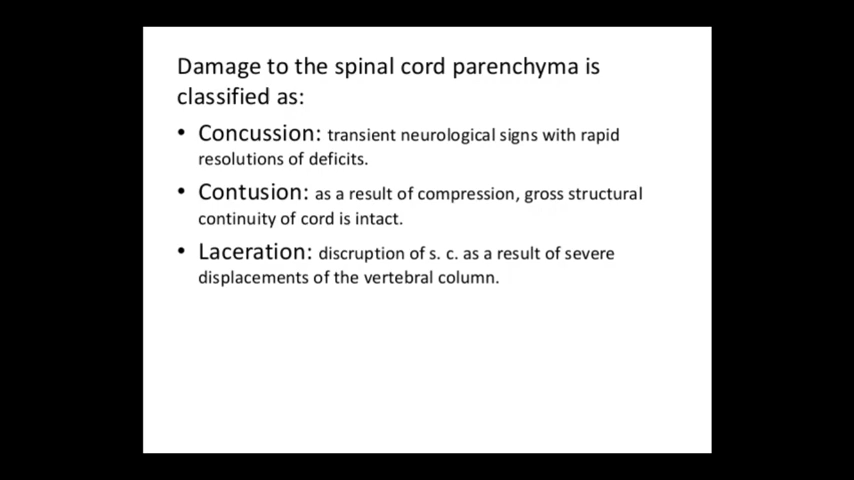 Damage to the spinal cord parenchyma is
classified as:
• Concussion: transient neurological signs with rapid
resolutions of deficits.
• Contusion: as a result of compression, gross structural
continuity of cord is intact.
• Laceration: discruption of s. c. as a result of severe
displacements of the vertebral column.